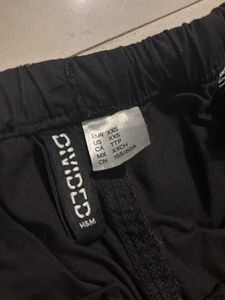 DIVIDED
H&M
EUR XXS
US XXS
CA TTP
MX XXCH
CN 155/60A